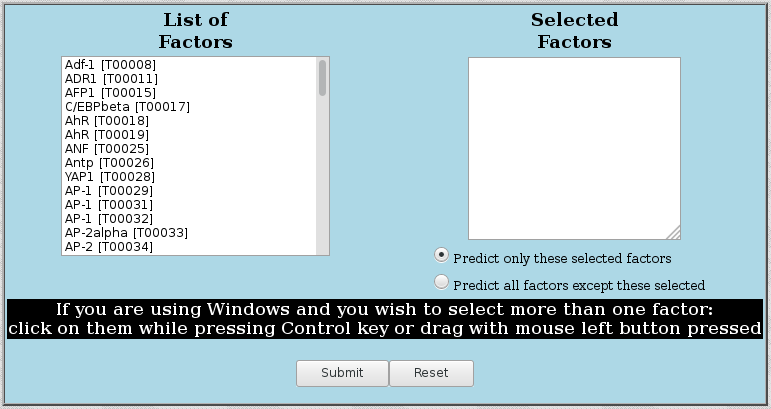 List of
Factors
Selected
Factors
Adf-1 [T00008]
ADR1 [T00011]
AFP1 [T00015]
C/EBPbeta [T00017]
AhR [T00018]
AhR [T00019]
ANF [T00025]
Antp [T00026]
YAP1 [T00028]
AP-1 [T00029]
AP-1 [T00031]
AP-1 [T00032]
AP-2alpha [T00033]
AP-2 [T00034]
Predict only these selected factors
Predict all factors except these selected
If you are using Windows and you wish to select more than one factor:
click on them while pressing Control key or drag with mouse left button pressed
Submit
Reset